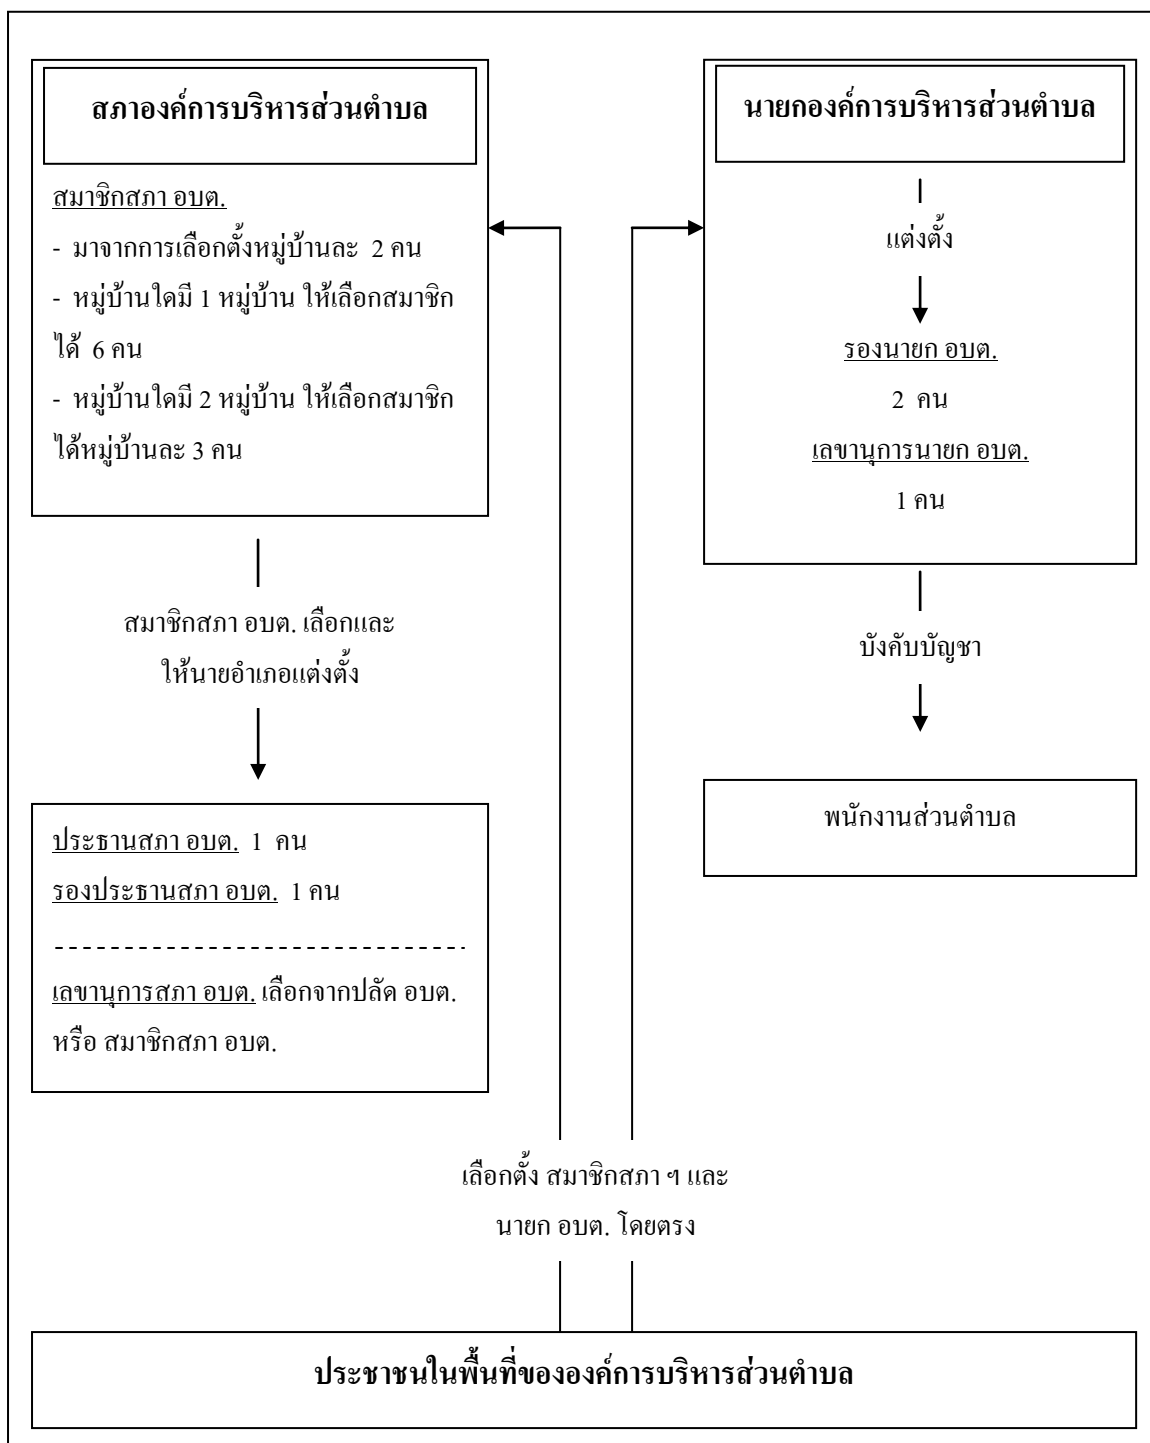 สภาองค์การบริหารส่วนตำบล
สมาชิกสภา อบต.
- มาจากการเลือกตั้งหมู่บ้านละ 2 คน
- หมู่บ้านใดมี 1 หมู่บ้าน ให้เลือกสมาชิก
ได้ 6 คน
- หมู่บ้านใดมี 2 หมู่บ้าน ให้เลือกสมาชิก
ได้หมู่บ้านละ 3 คน
สมาชิกสภา อบต. เลือกและ
ให้นายอำเภอแต่งตั้ง
ประธานสภา อบต. 1 คน
รองประธานสภา อบต. 1 คน
------------------------------
เลขานุการสภา อบต. เลือกจากปลัด อบต.
หรือ สมาชิกสภา อบต.
นายกองค์การบริหารส่วนตำบล
แต่งตั้ง
รองนายก อบต.
2 คน
เลขานุการนายก อบต.
1 คน
บังคับบัญชา
พนักงานส่วนตำบล
เลือกตั้ง สมาชิกสภา ฯ และ
นายก อบต. โดยตรง
ประชาชนในพื้นที่ขององค์การบริหารส่วนตำบล